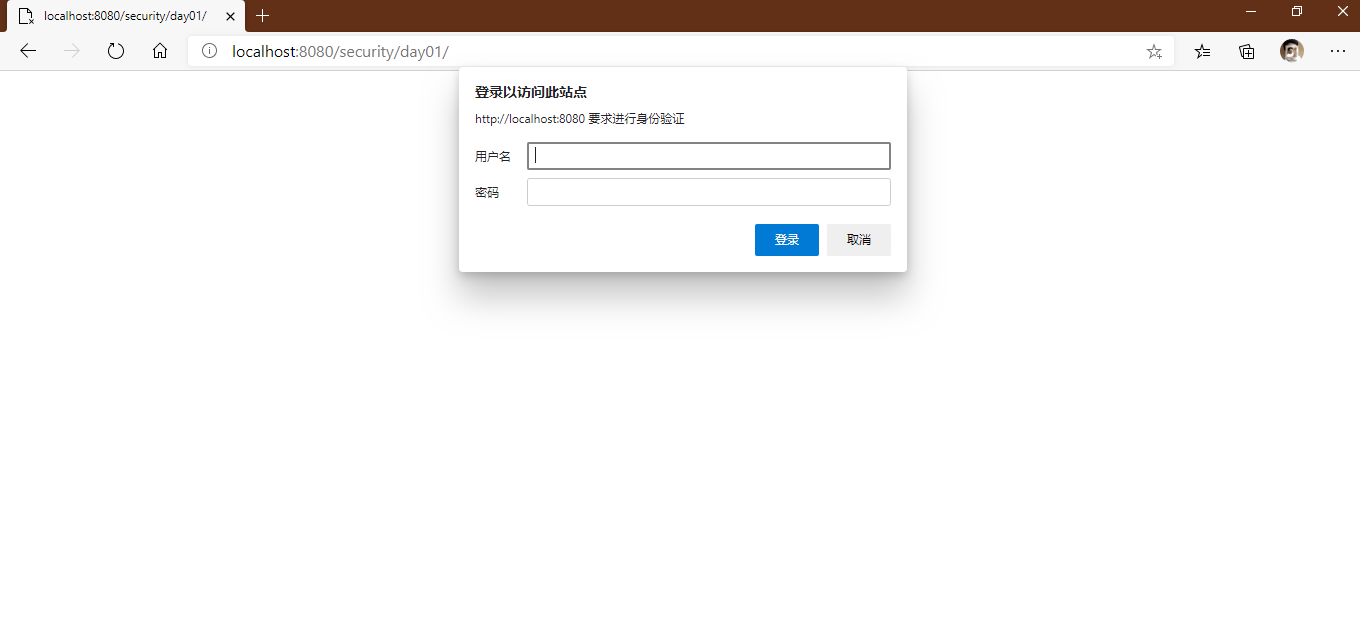 localhost:8080/security/day01/
localhost:8080/security/day01/
登录以访问此站点
http://localhost:8080 要求进行身份验证
用户名
密码
登录 取消